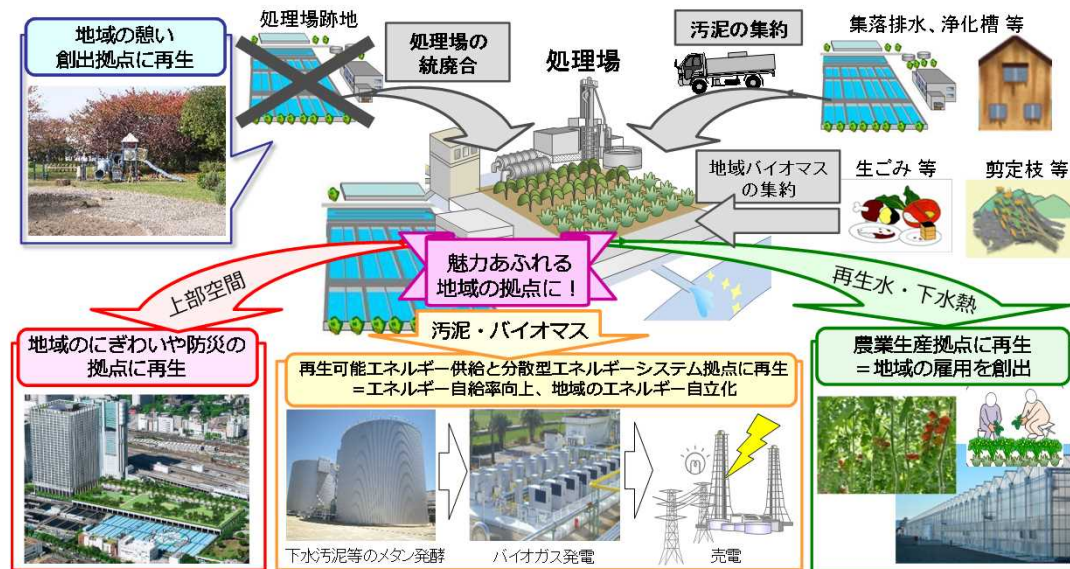 地域の憩い
創出拠点に再生
処理場跡地
処理場の
統廃合
処理場
汚泥の集約
集落排水、浄化槽 等
地域バイオマス
の集約
生ごみ 等
剪定枝 等
魅力あふれる
地域の拠点に！
上部空間
汚泥・バイオマス
再生水・下水熱
地域のにぎわいや防災の
拠点に再生
再生可能エネルギー供給と分散型エネルギーシステム拠点に再生
＝エネルギー自給率向上、地域のエネルギー自立化
農業生産拠点に再生
＝地域の雇用を創出
下水汚泥等のメタン発酵
バイオガス発電
売電